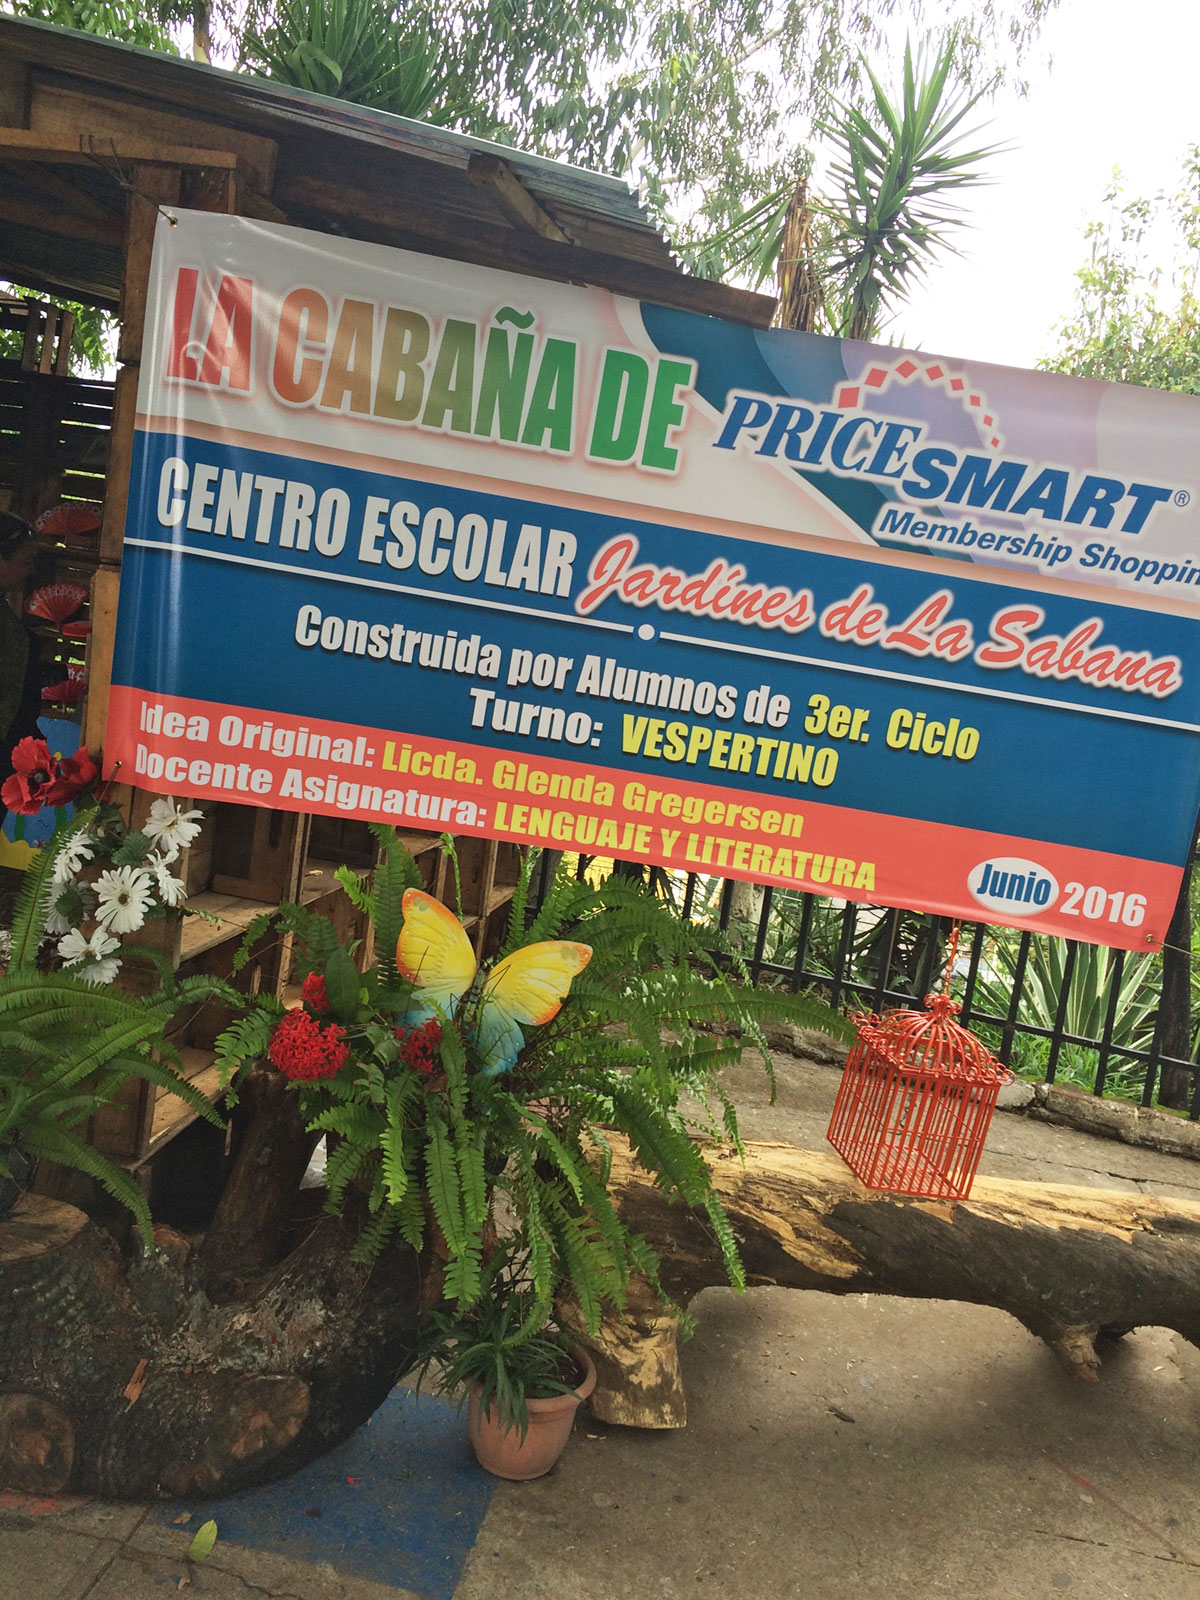 LA CABAÑA DE PRICESMART®
Membership Shoppin
CENTRO ESCOLAR Jardínes de La Sabana
Construida por Alumnos de 3er. Ciclo
Turno: VESPERTINO
Idea Original: Licda. Glenda Gregersen
Docente Asignatura: LENGUAJE Y LITERATURA
Junio 2016